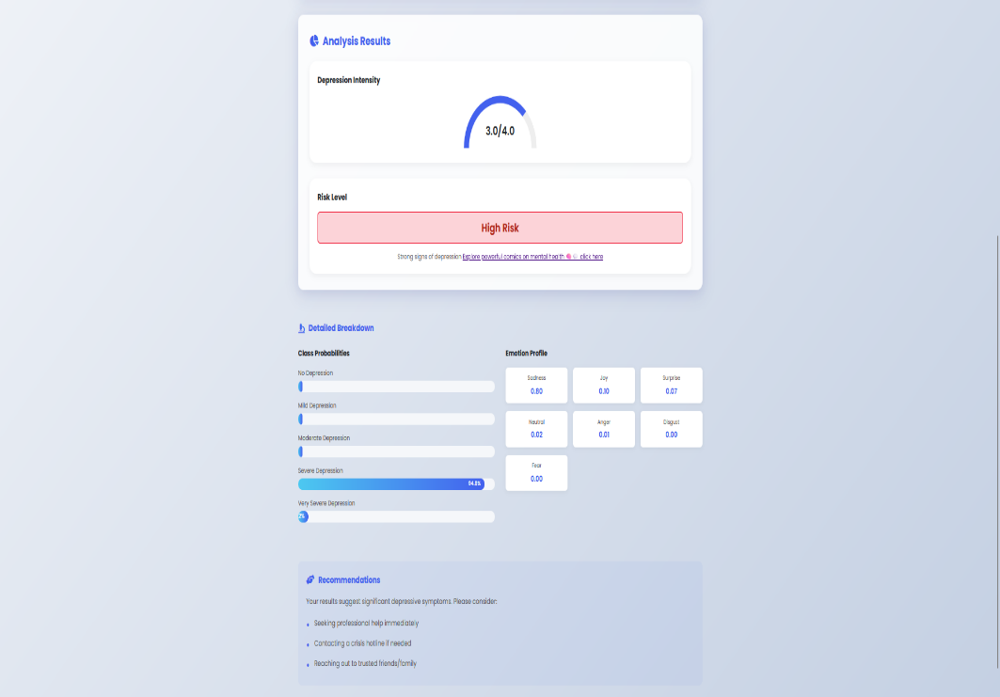 Analysis Results
Depression Intensity
3.0/4.0
Risk Level
High Risk
Strong signs of depression Explore powerful comics on mental health 🧠💭 click here
Detailed Breakdown
Class Probabilities
No Depression
Mild Depression
Moderate Depression
Severe Depression
94.8%
Very Severe Depression
Emotion Profile
Sadness
0.80
Joy
0.10
Surprise
0.07
Neutral
0.02
Anger
0.01
Disgust
0.00
Fear
0.00
Recommendations
Your results suggest significant depressive symptoms. Please consider:
Seeking professional help immediately
Contacting a crisis hotline if needed
Reaching out to trusted friends/family